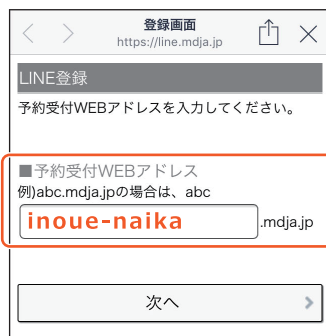 登録画面
https://line.mdja.jp
LINE登録
予約受付WEBアドレスを入力してください。
■予約受付WEBアドレス
例)abc.mdja.jpの場合は、abc
inoue-naika .mdja.jp
次へ